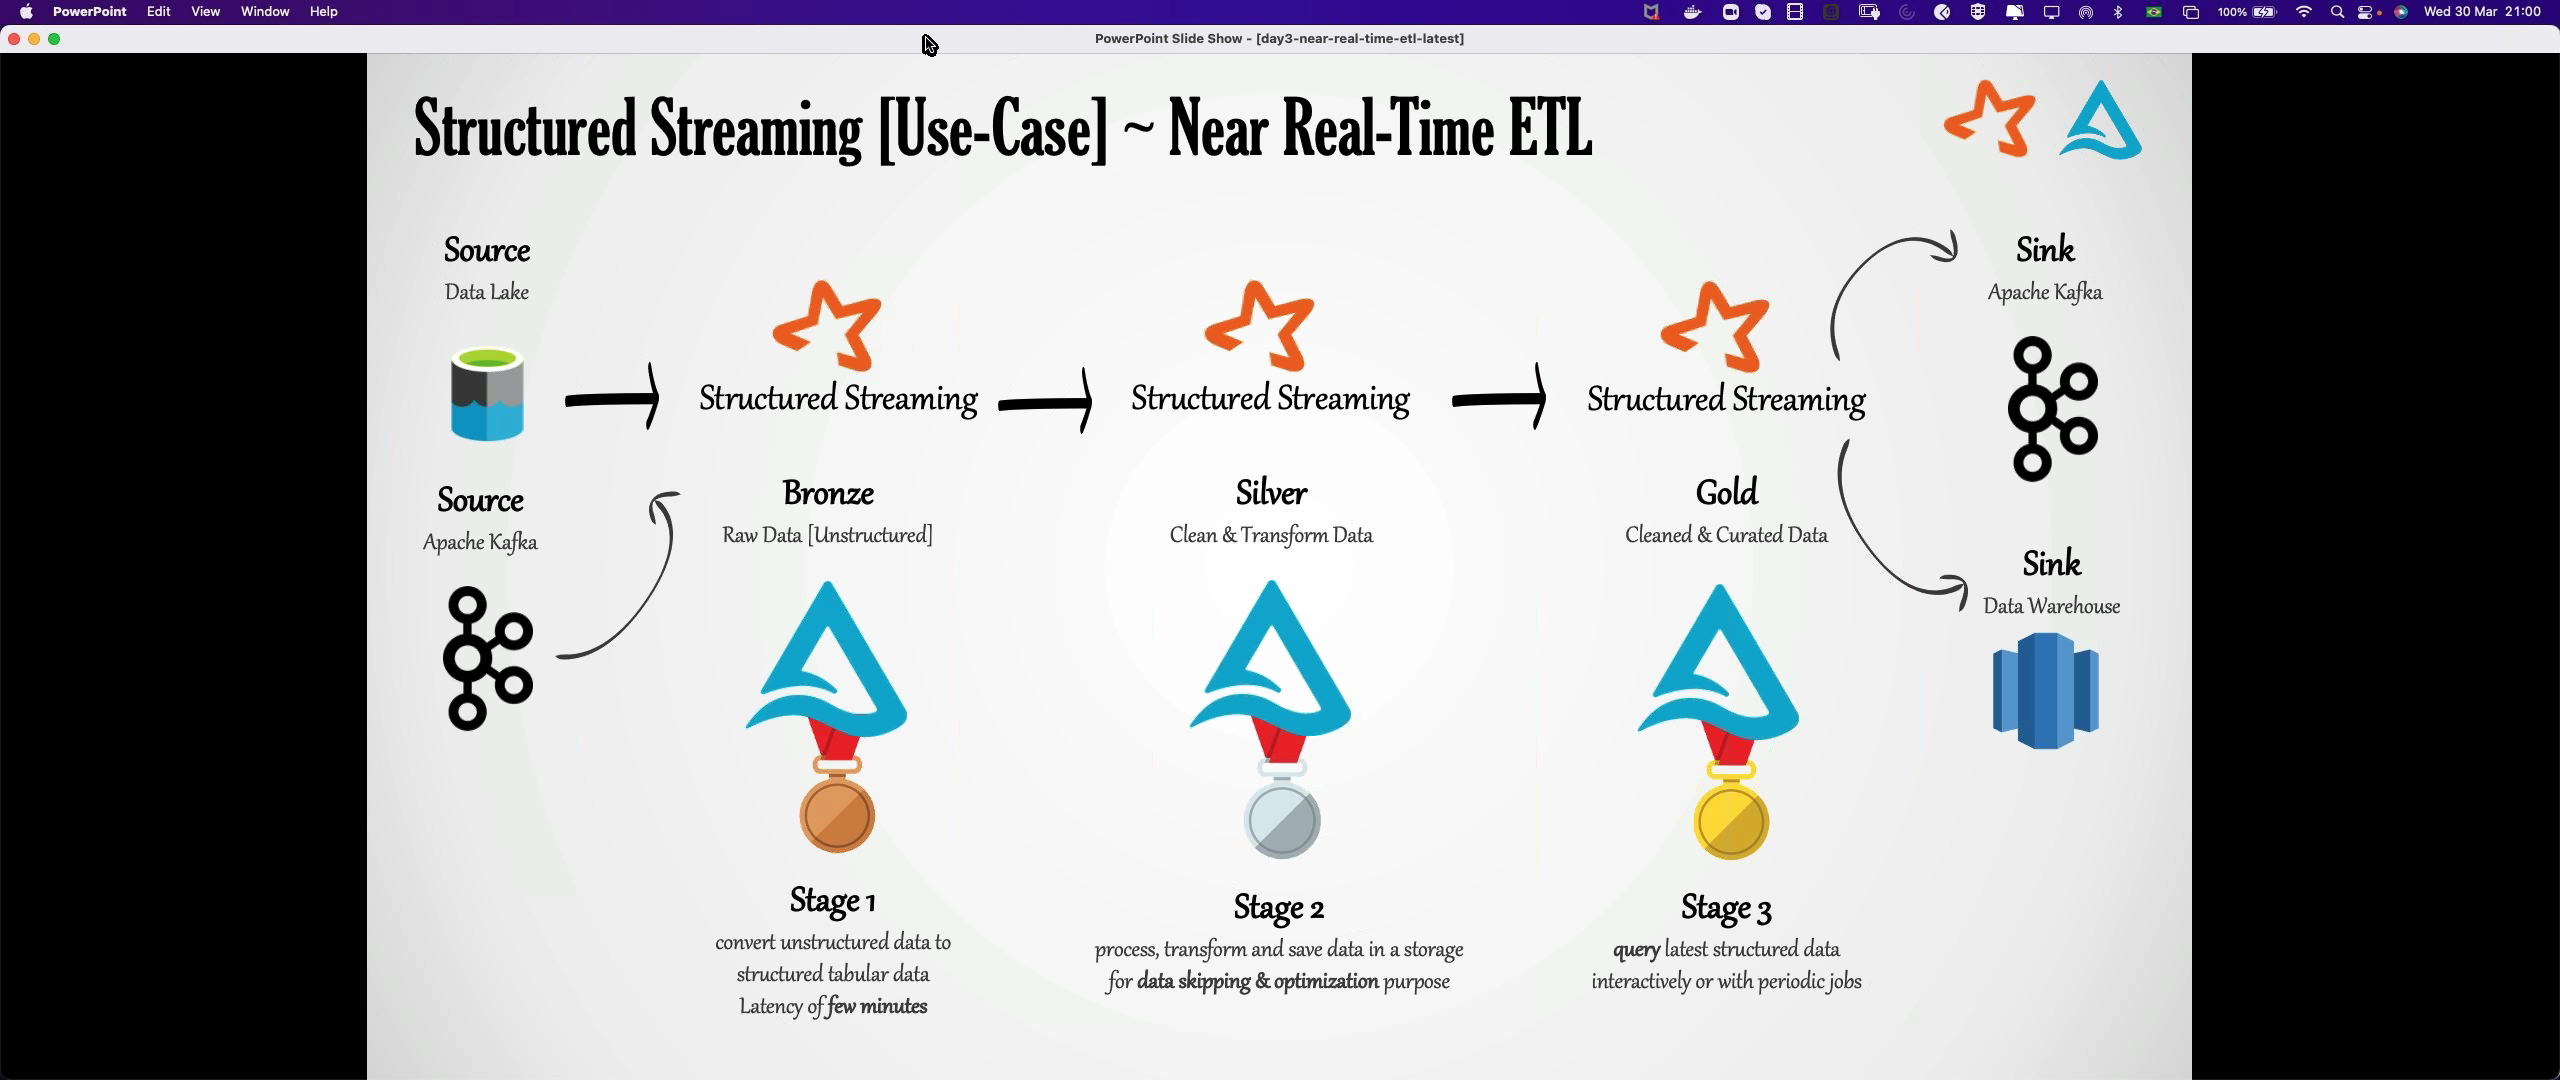 PowerPoint Edit View Window Help
100% Wed 30 Mar 21:00
PowerPoint Slide Show - [day3-near-real-time-etl-latest]
Structured Streaming [Use-Case] ~ Near Real-Time ETL
Source
Data Lake
Source
Apache Kafka
Structured Streaming
Bronze
Raw Data [Unstructured]
Stage 1
convert unstructured data to
structured tabular data
Latency of few minutes
Structured Streaming
Silver
Clean & Transform Data
Stage 2
process, transform and save data in a storage
for data skipping & optimization purpose
Structured Streaming
Gold
Cleaned & Curated Data
Stage 3
query latest structured data
interactively or with periodic jobs
Sink
Apache Kafka
Sink
Data Warehouse